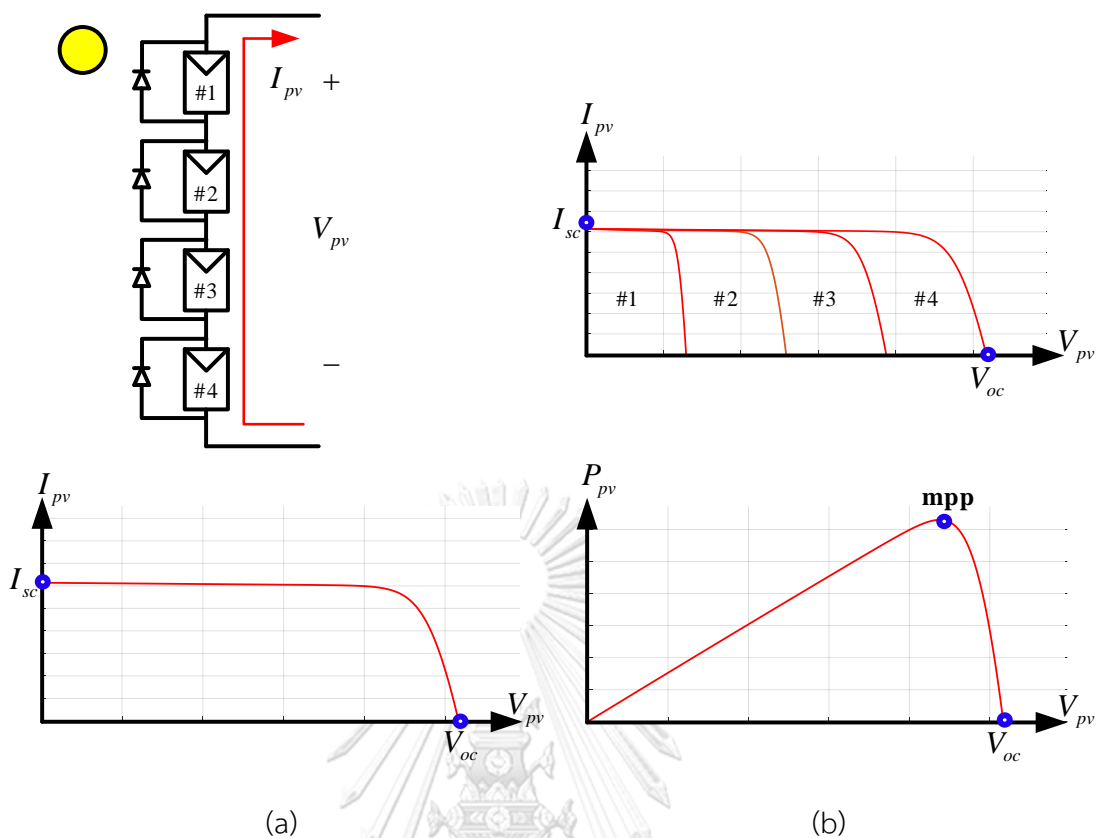 #1
I_pv +
#2
V_pv
#3
#4
−
I_pv
I_sc
#1 #2 #3 #4
V_pv
V_oc
I_pv
I_sc
V_pv
V_oc
P_pv
mpp
V_pv
V_oc
(a) (b)